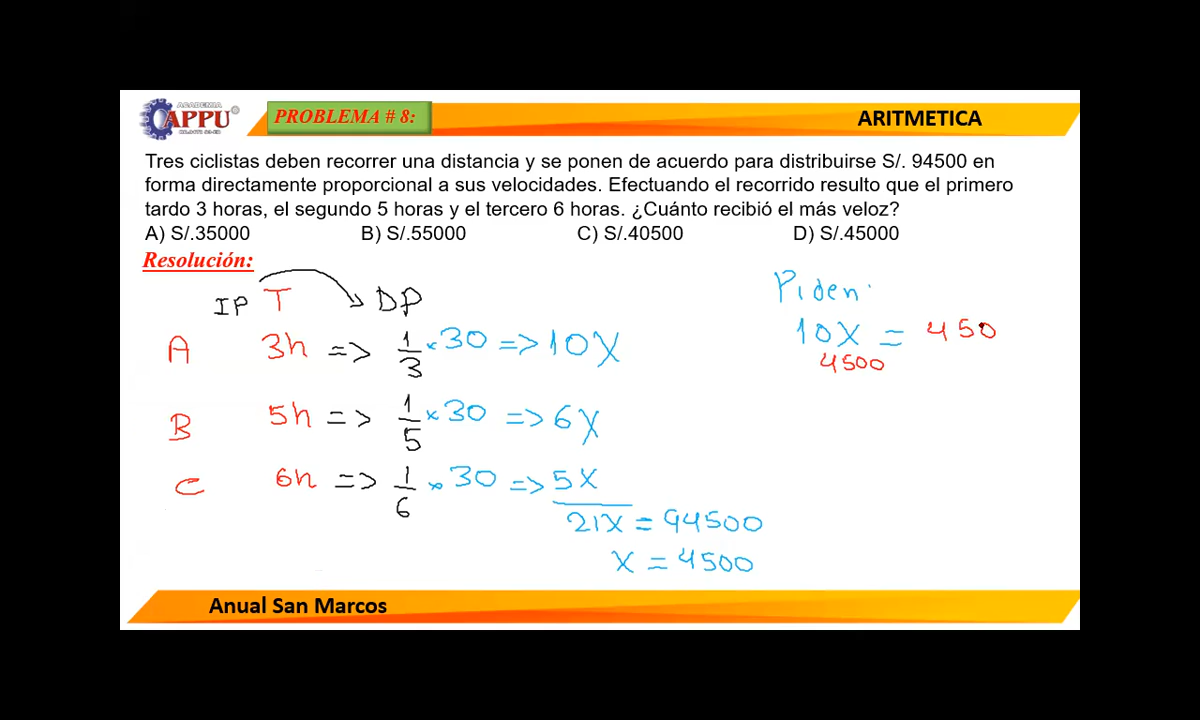 ACADEMIA
APPU
PROBLEMA # 8:
ARITMETICA
Tres ciclistas deben recorrer una distancia y se ponen de acuerdo para distribuirse S/. 94500 en
forma directamente proporcional a sus velocidades. Efectuando el recorrido resulto que el primero
tardo 3 horas, el segundo 5 horas y el tercero 6 horas. ¿Cuánto recibió el más veloz?
A) S/.35000 B) S/.55000 C) S/.40500 D) S/.45000
Resolución:
IP T DP
A 3h => 1/3 × 30 => 10X
B 5h => 1/5 × 30 => 6X
C 6h => 1/6 × 30 => 5X
21X = 94500
X = 4500
Piden:
10X = 450
4500
Anual San Marcos